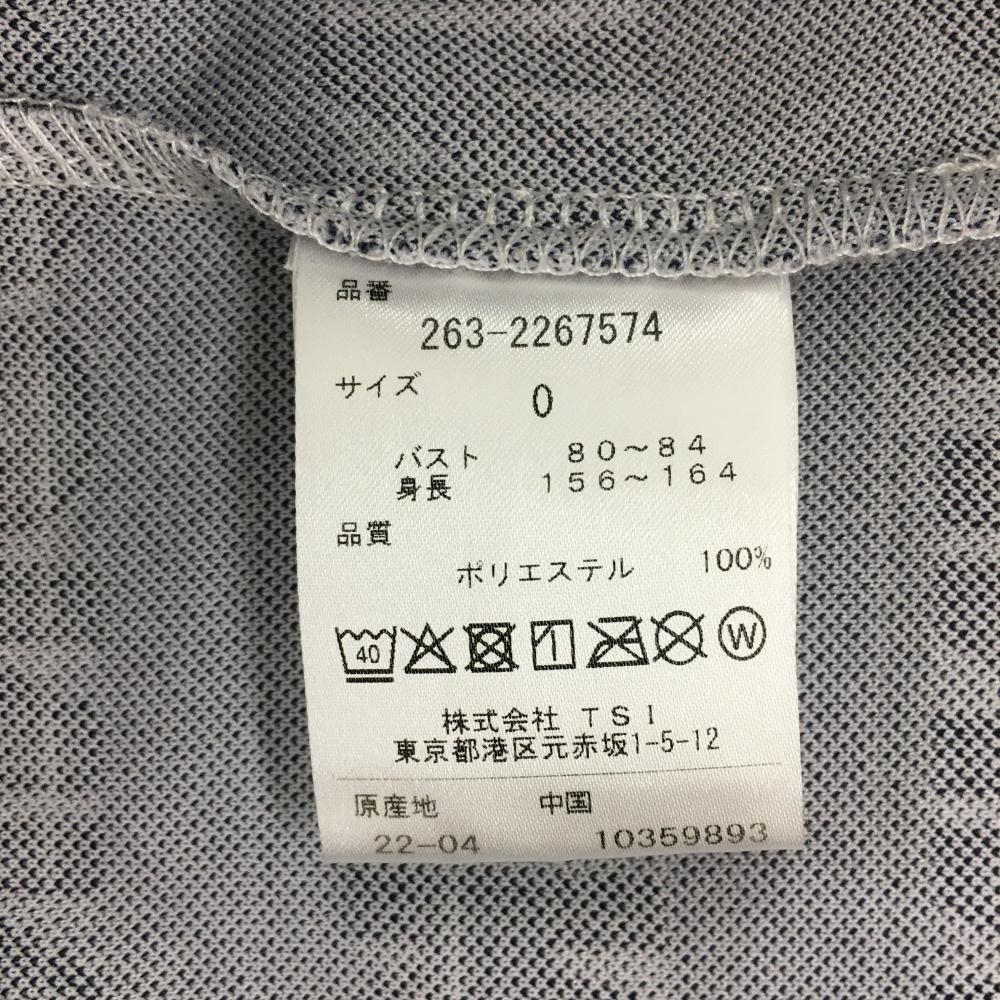 品番
263-2267574
サイズ
0
バスト 80～84
身長 156～164
品質
ポリエステル 100%
40 W
株式会社 TSI
東京都港区元赤坂1-5-12
原産地 中国
22-04 10359893